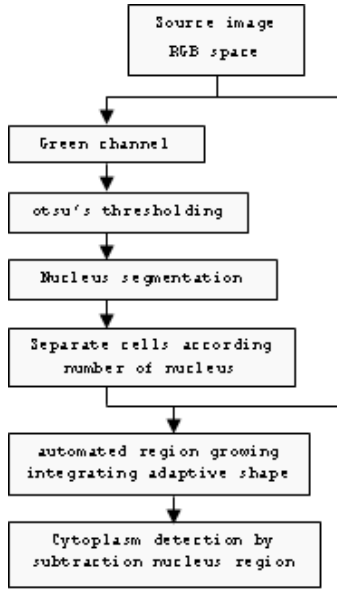 Source image
RGB space
Green channel
otsu's thresholding
Nucleus segmentation
Separate cells according
number of nucleus
automated region growing
integrating adaptive shape
Cytoplasm detection by
subtraction nucleus region